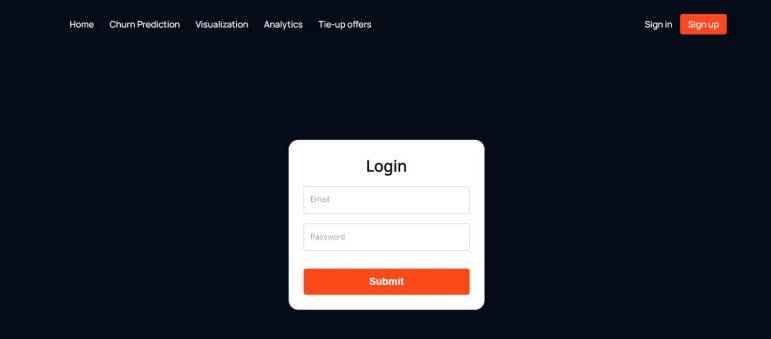 Home Churn Prediction Visualization Analytics Tie-up offers Sign in Sign up
Login
Email
Password
Submit